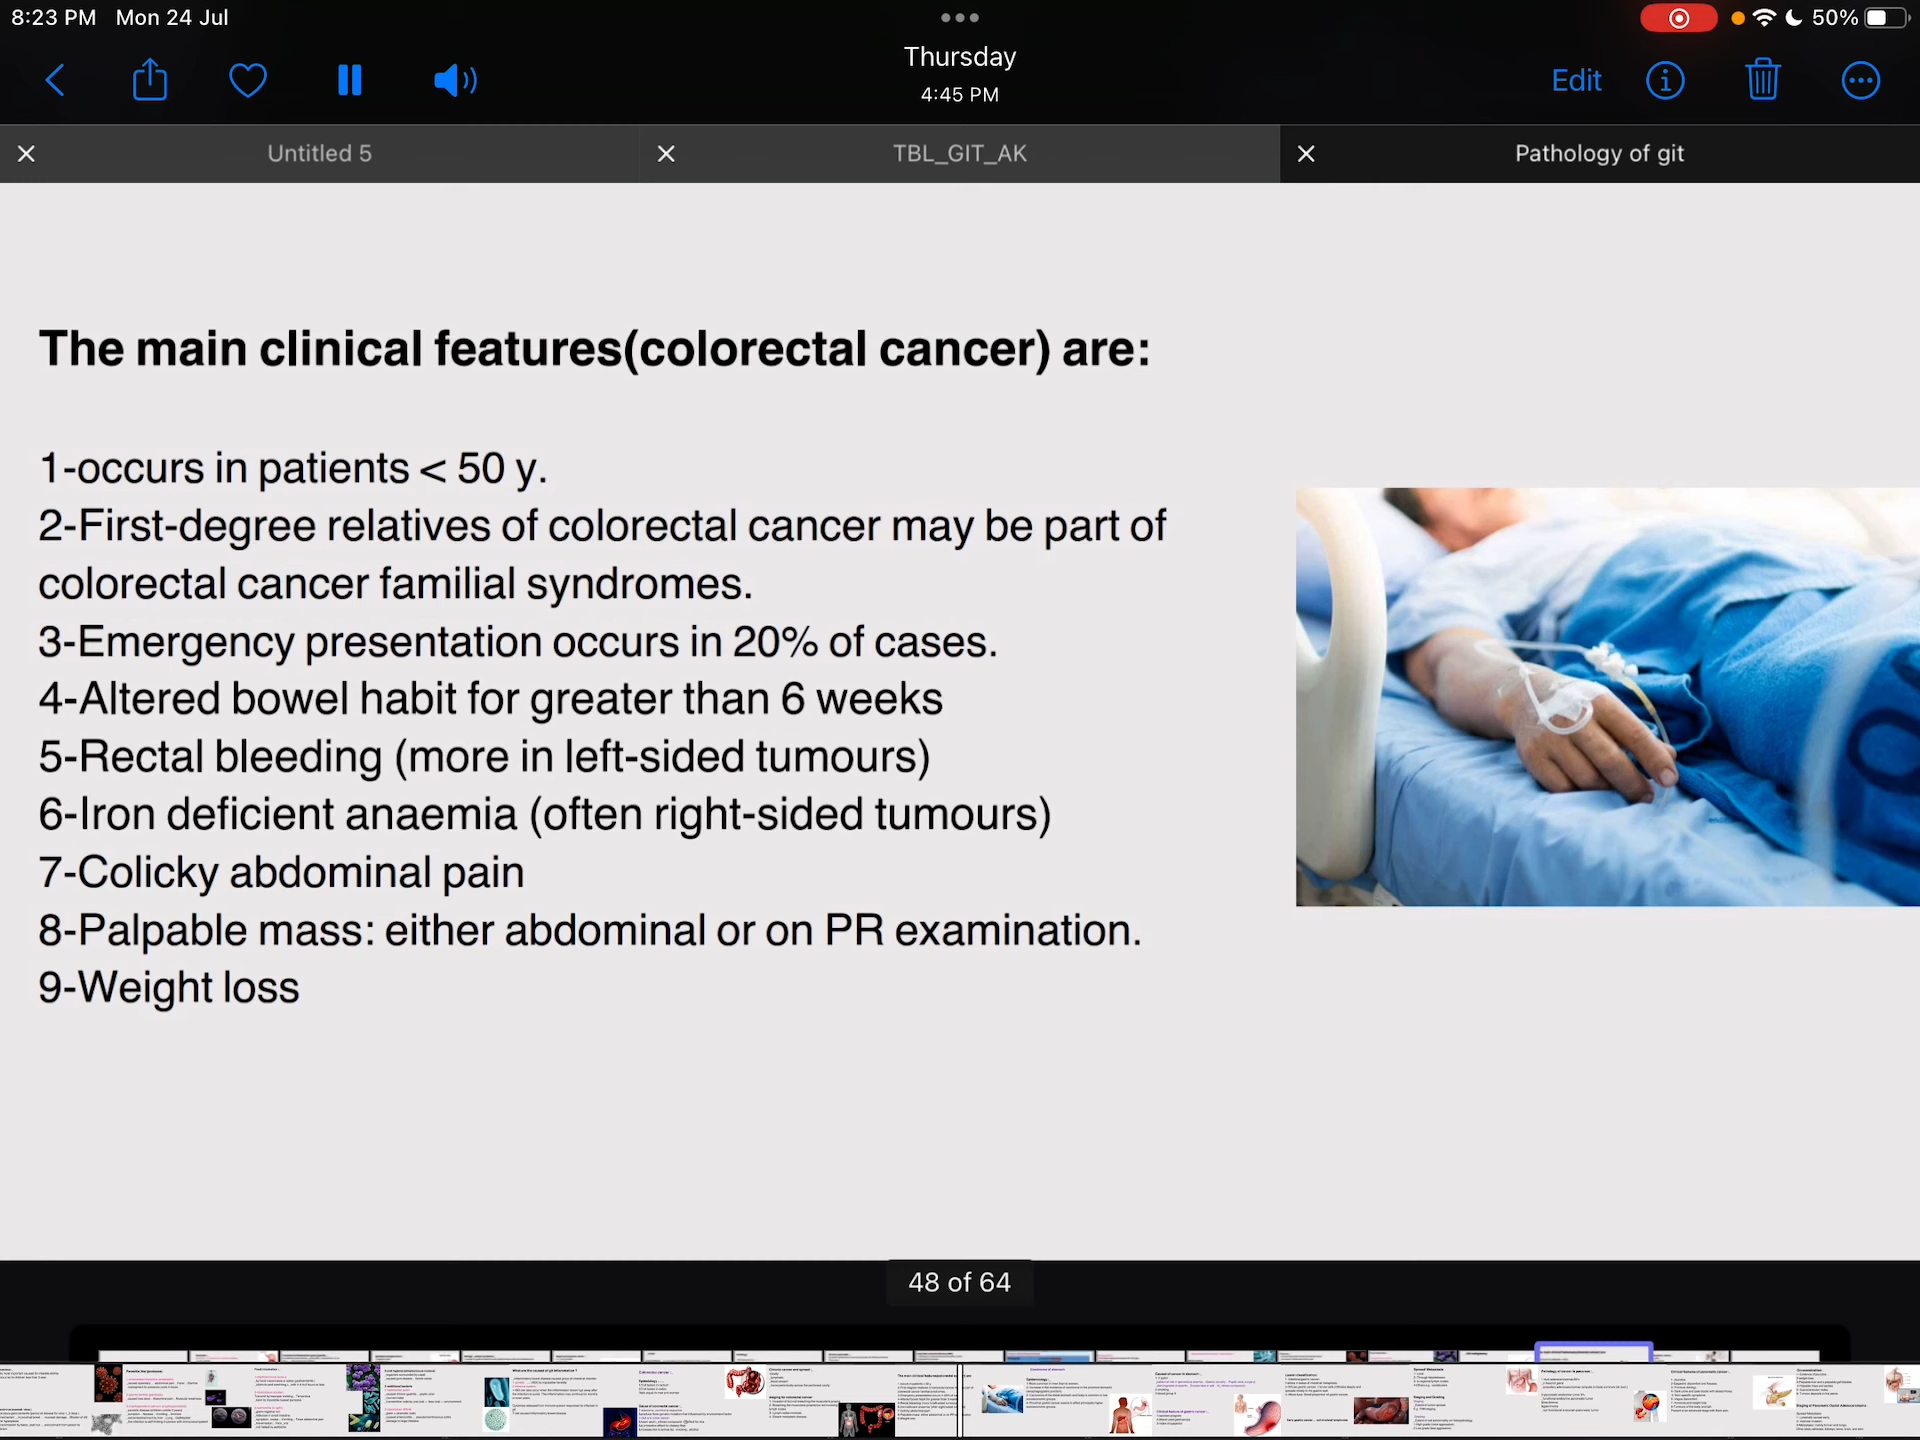 8:23 PM Mon 24 Jul
50%
Thursday
4:45 PM
Edit
Untitled 5
TBL_GIT_AK
Pathology of git
The main clinical features(colorectal cancer) are:
1-occurs in patients < 50 y.
2-First-degree relatives of colorectal cancer may be part of
colorectal cancer familial syndromes.
3-Emergency presentation occurs in 20% of cases.
4-Altered bowel habit for greater than 6 weeks
5-Rectal bleeding (more in left-sided tumours)
6-Iron deficient anaemia (often right-sided tumours)
7-Colicky abdominal pain
8-Palpable mass: either abdominal or on PR examination.
9-Weight loss
48 of 64